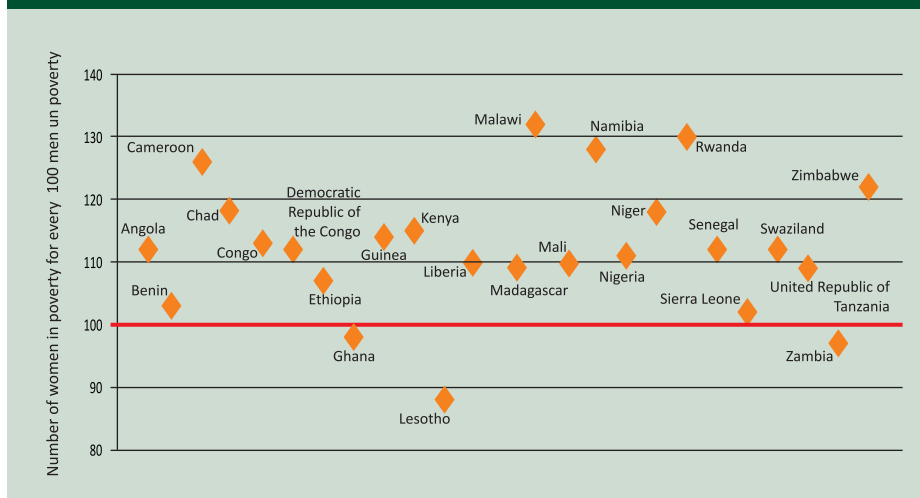 Number of women in poverty for every 100 men un poverty
140
130
120
110
100
90
80
Angola
Benin
Cameroon
Chad
Congo
Democratic
Republic of
the Congo
Ethiopia
Ghana
Guinea
Kenya
Lesotho
Liberia
Madagascar
Malawi
Mali
Namibia
Nigeria
Niger
Rwanda
Senegal
Sierra Leone
Swaziland
United Republic of
Tanzania
Zambia
Zimbabwe